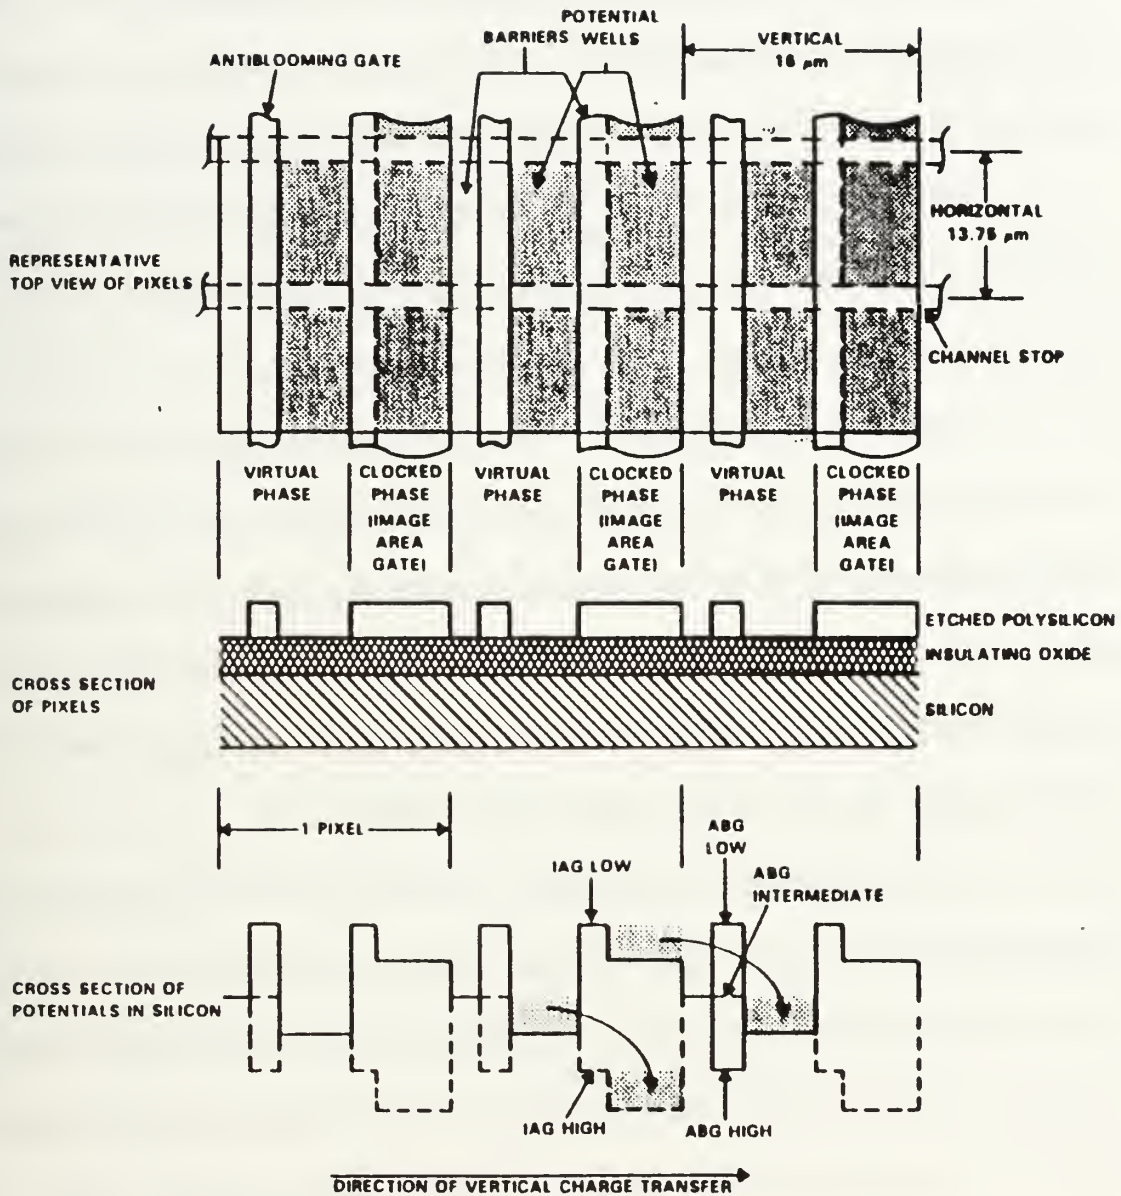 POTENTIAL
WELLS
BARRIERS
VERTICAL
16 μm
ANTIBLOOMING GATE
HORIZONTAL
13.75 μm
REPRESENTATIVE
TOP VIEW OF PIXELS
CHANNEL STOP
VIRTUAL
PHASE
CLOCKED
PHASE
(IMAGE
AREA
GATE)
VIRTUAL
PHASE
CLOCKED
PHASE
(IMAGE
AREA
GATE)
VIRTUAL
PHASE
CLOCKED
PHASE
(IMAGE
AREA
GATE)
ETCHED POLYSILICON
INSULATING OXIDE
CROSS SECTION
OF PIXELS
SILICON
1 PIXEL
ABG
LOW
IAG LOW
ABG
INTERMEDIATE
CROSS SECTION OF
POTENTIALS IN SILICON
IAG HIGH
ABG HIGH
DIRECTION OF VERTICAL CHARGE TRANSFER